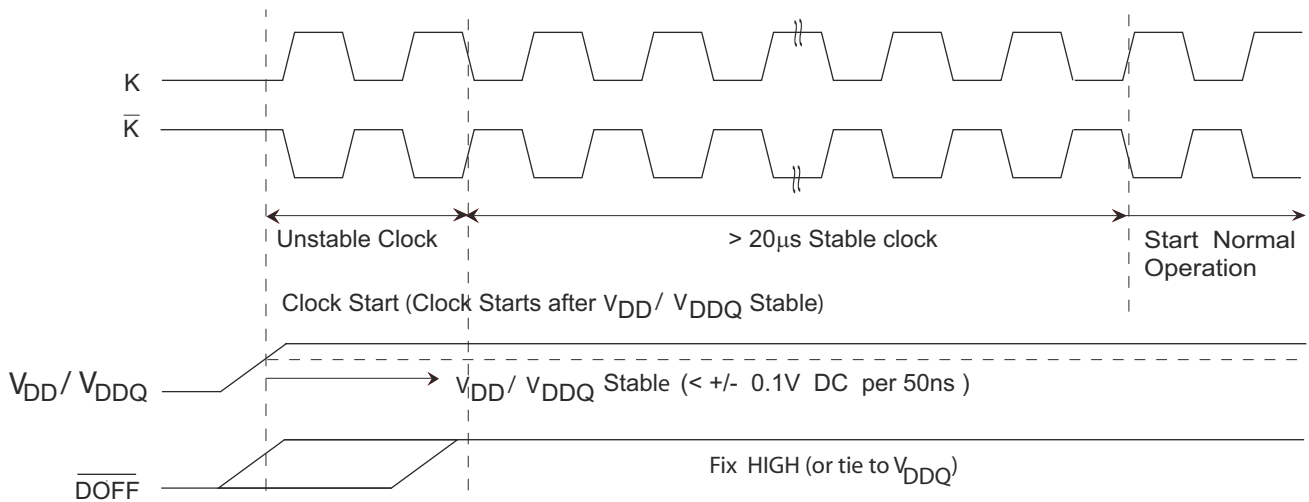 K
K̅
Unstable Clock
> 20μs Stable clock
Start Normal
Operation
Clock Start (Clock Starts after VDD/ VDDQ Stable)
VDD/ VDDQ
VDD/ VDDQ Stable (< +/- 0.1V DC per 50ns )
Fix HIGH (or tie to VDDQ)
D̅O̅F̅F̅